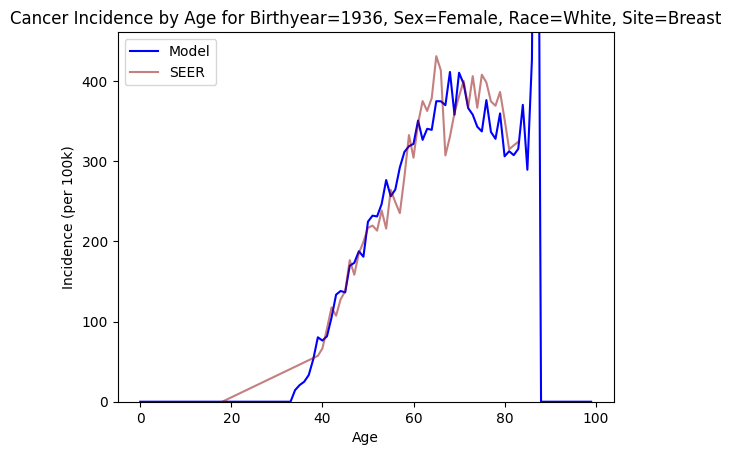 Cancer Incidence by Age for Birthyear=1936, Sex=Female, Race=White, Site=Breast
Model
SEER
400
300
200
100
0
Incidence (per 100k)
0 20 40 60 80 100
Age